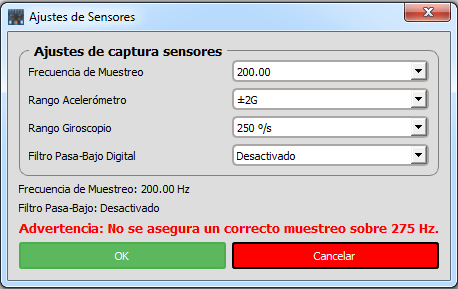 Ajustes de Sensores
Ajustes de captura sensores
Frecuencia de Muestreo 200.00
Rango Acelerómetro ±2G
Rango Giroscopio 250 º/s
Filtro Pasa-Bajo Digital Desactivado
Frecuencia de Muestreo: 200.00 Hz
Filtro Pasa-Bajo: Desactivado
Advertencia: No se asegura un correcto muestreo sobre 275 Hz.
OK Cancelar